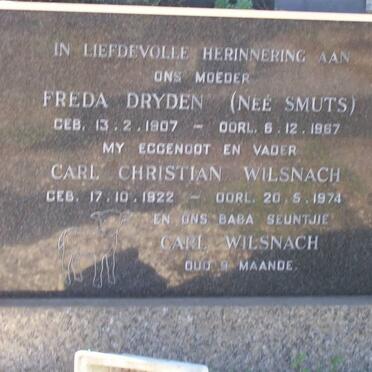 IN LIEFDEVOLLE HERINNERING AAN
ONS MOEDER
FREDA DRYDEN (NEÉ SMUTS)
GEB. 13.2.1907 — OORL. 6.12.1967
MY EGGENOOT EN VADER
CARL CHRISTIAN WILSNACH
GEB. 17.10.1922 — OORL. 20.5.1974
EN ONS BABA SEUNTJIE
CARL WILSNACH
OUD 9 MAANDE.